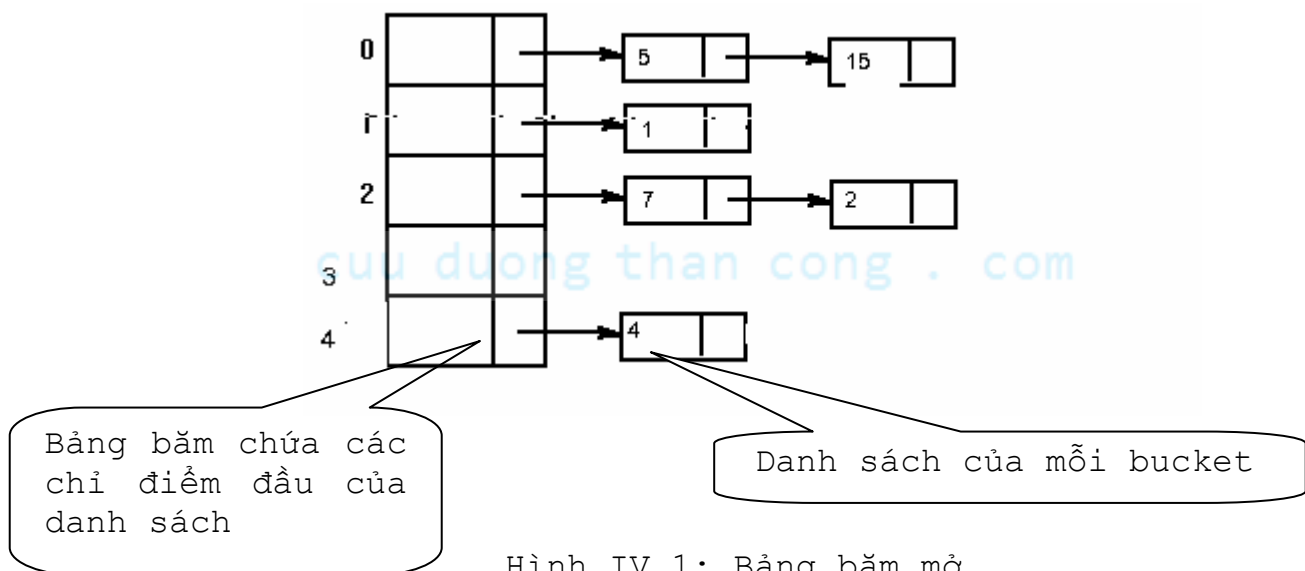 0 5 15
1 1
2 7 2
cuu duong than cong . com
3
4 4
Bảng băm chứa các
chỉ điểm đầu của
danh sách
Danh sách của mỗi bucket
Hình IV.1: Bảng băm mở